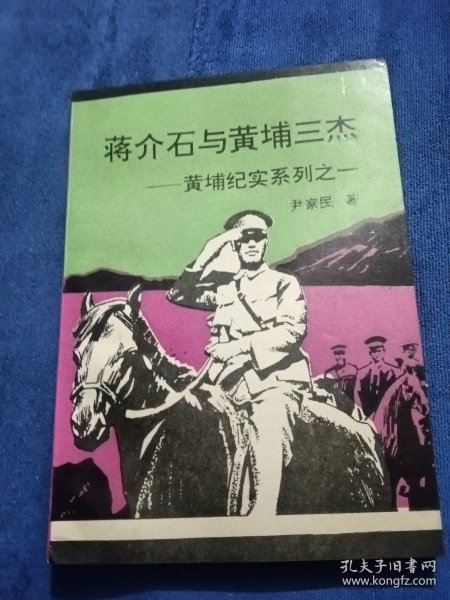 蒋介石与黄埔三杰
——黄埔纪实系列之一
尹家民 著
孔夫子旧书网
www.kongfz.com